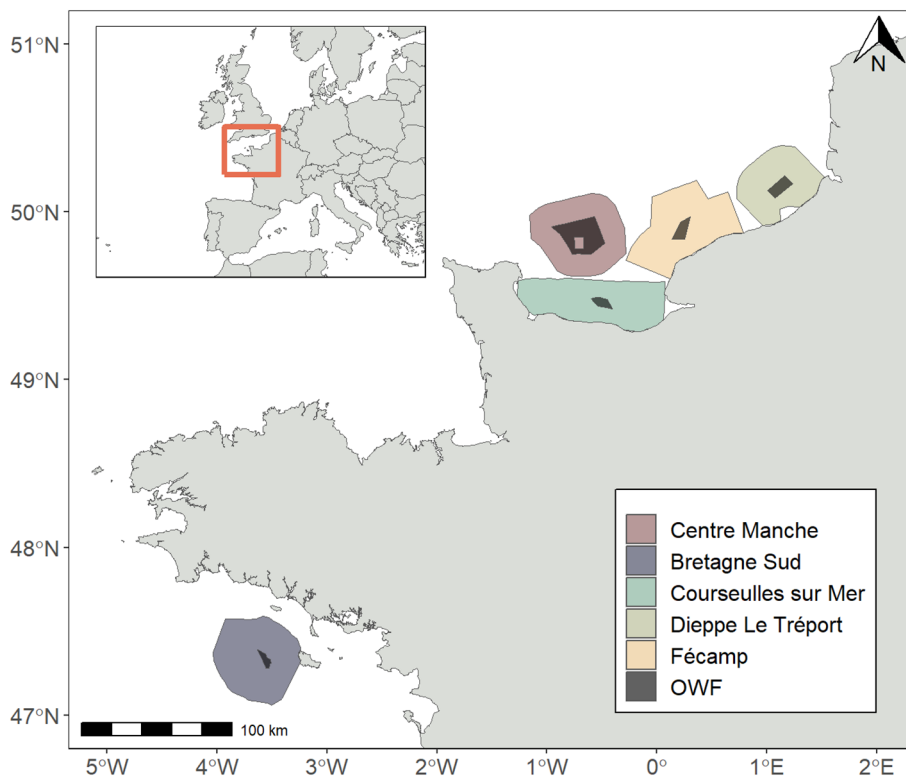 51°N
50°N
49°N
48°N
47°N
N
Centre Manche
Bretagne Sud
Courseulles sur Mer
Dieppe Le Tréport
Fécamp
OWF
100 km
5°W
4°W
3°W
2°W
1°W
0°
1°E
2°E